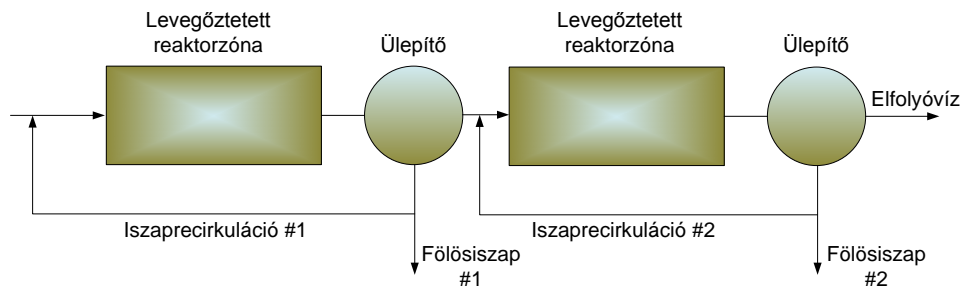 Levegőztetett
reaktorzóna
Ülepítő
Levegőztetett
reaktorzóna
Ülepítő
Elfolyóvíz
Iszaprecirkuláció #1
Iszaprecirkuláció #2
Fölösiszap
#1
Fölösiszap
#2